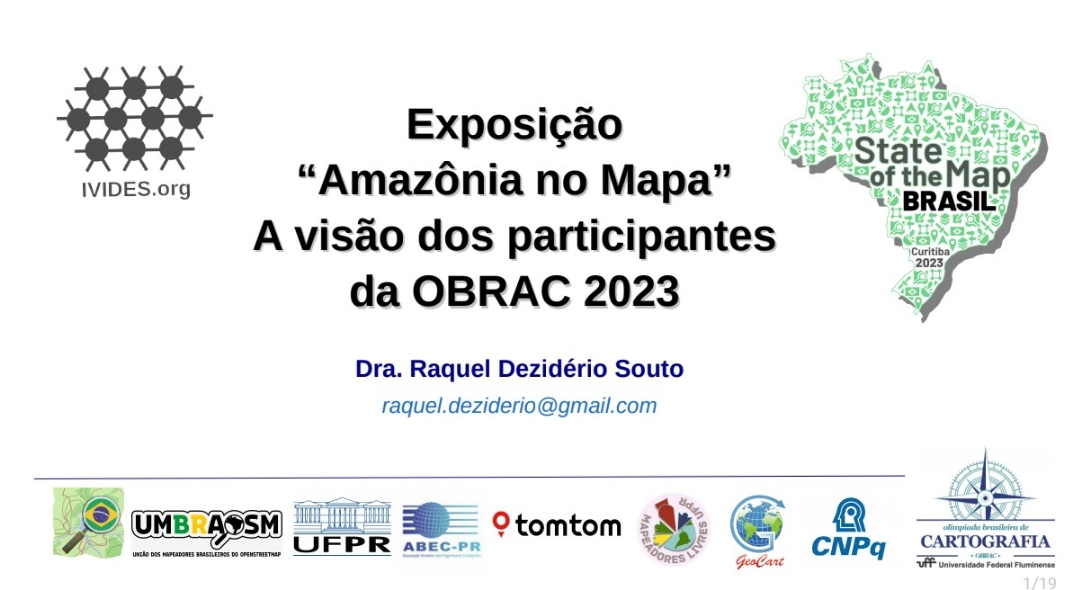 IVIDES.org
Exposição
“Amazônia no Mapa”
A visão dos participantes
da OBRAC 2023
State
of the Map
BRASIL
Curitiba
2023
Dra. Raquel Dezidério Souto
raquel.deziderio@gmail.com
UMBRAOSM
UNIÃO DOS MAPEADORES BRASILEIROS DO OPENSTREETMAP
UFPR
ABEC-PR
tomtom
MAPEADORES LIVRES UFPR
GeoCart
CNPq
olimpíada brasileira de
CARTOGRAFIA
• OBRAC •
uff Universidade Federal Fluminense
1/19